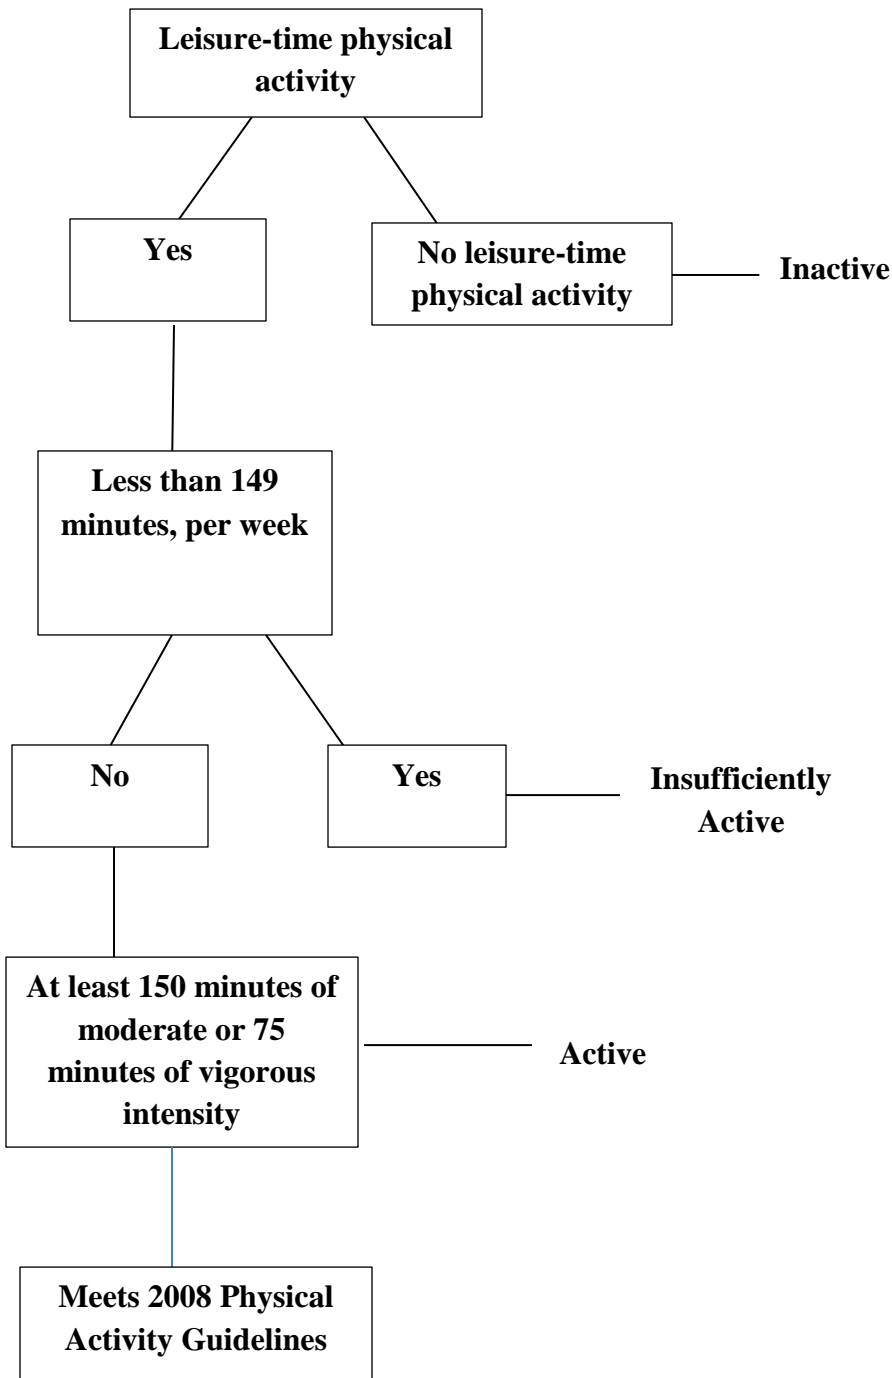 Leisure-time physical
activity
Yes
No leisure-time
physical activity
Inactive
Less than 149
minutes, per week
No
Yes
Insufficiently
Active
At least 150 minutes of
moderate or 75
minutes of vigorous
intensity
Active
Meets 2008 Physical
Activity Guidelines